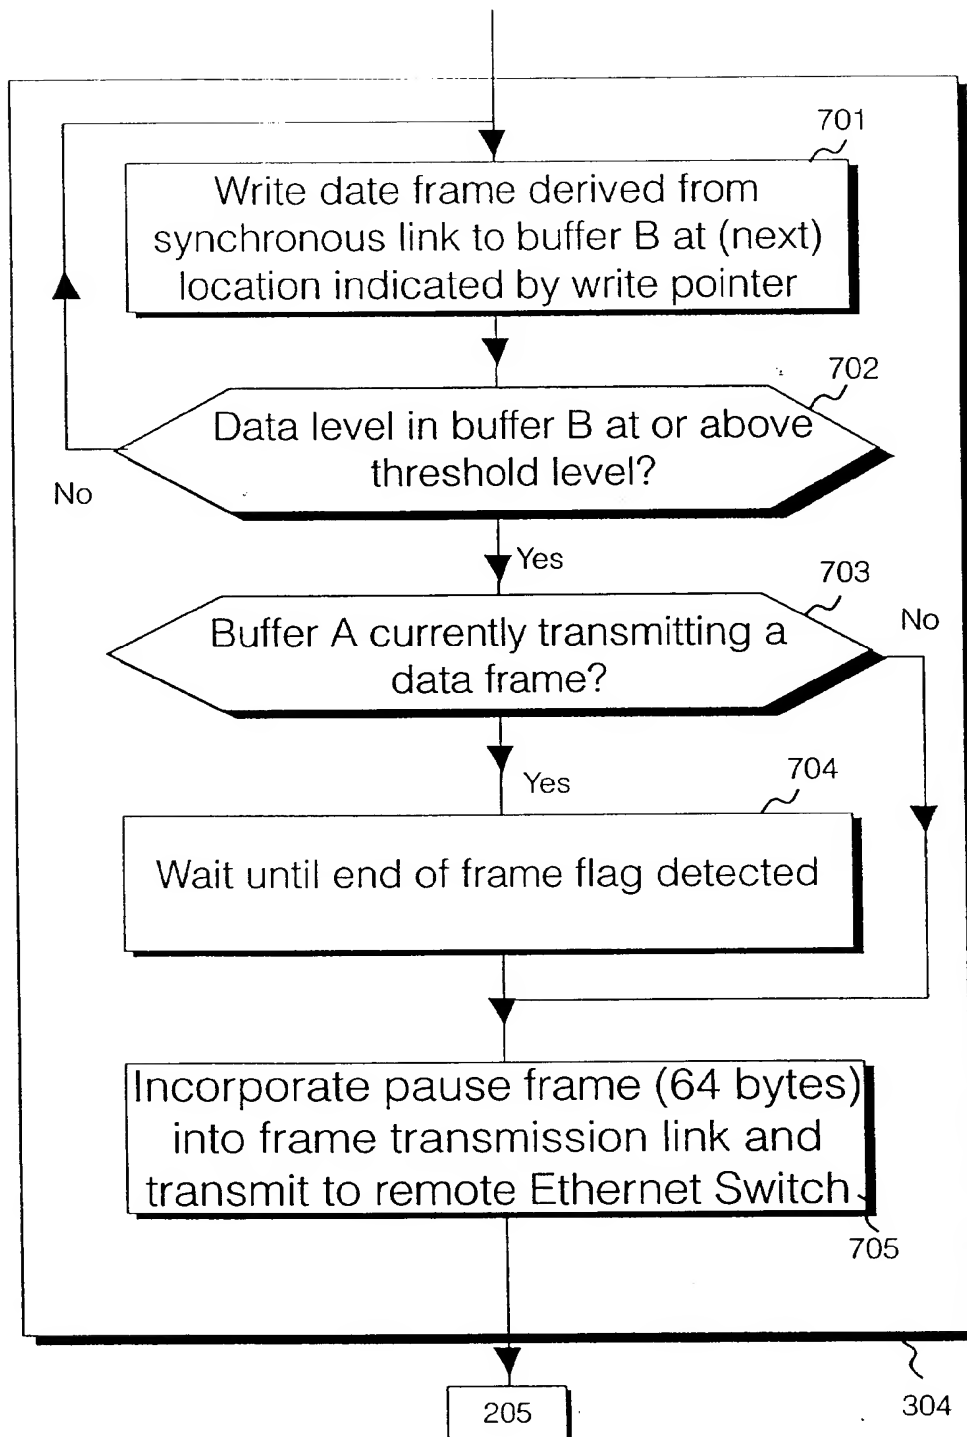 701
Write date frame derived from
synchronous link to buffer B at (next)
location indicated by write pointer
702
Data level in buffer B at or above
threshold level?
No
Yes
703
Buffer A currently transmitting a
data frame?
No
Yes
704
Wait until end of frame flag detected
Incorporate pause frame (64 bytes)
into frame transmission link and
transmit to remote Ethernet Switch
705
304
205